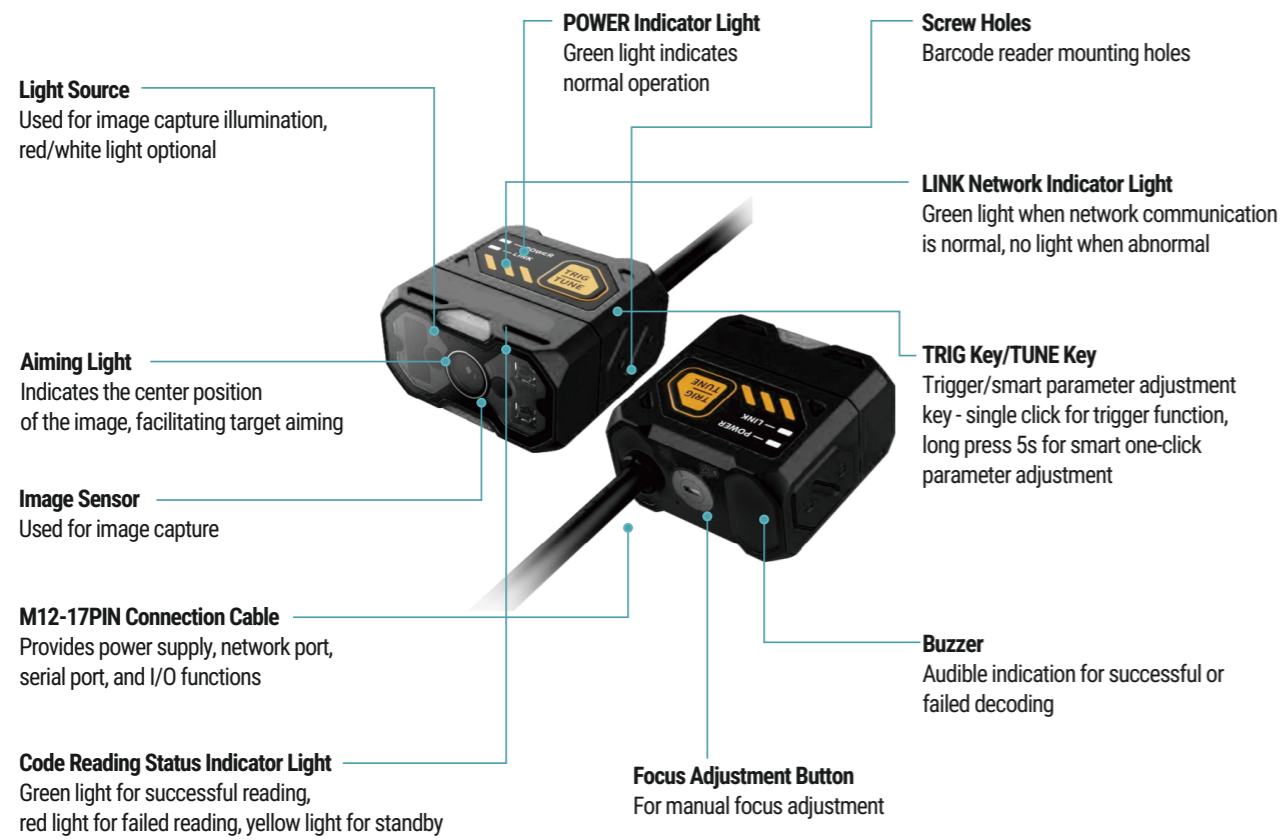 POWER Indicator Light
Green light indicates
normal operation
Screw Holes
Barcode reader mounting holes
Light Source
Used for image capture illumination,
red/white light optional
LINK Network Indicator Light
Green light when network communication
is normal, no light when abnormal
POWER
LINK
TRIG
TUNE
Aiming Light
Indicates the center position
of the image, facilitating target aiming
TRIG Key/TUNE Key
Trigger/smart parameter adjustment
key - single click for trigger function,
long press 5s for smart one-click
parameter adjustment
TRIG
TUNE
LINK
POWER
Image Sensor
Used for image capture
M12-17PIN Connection Cable
Provides power supply, network port,
serial port, and I/O functions
Buzzer
Audible indication for successful or
failed decoding
Code Reading Status Indicator Light
Green light for successful reading,
red light for failed reading, yellow light for standby
Focus Adjustment Button
For manual focus adjustment